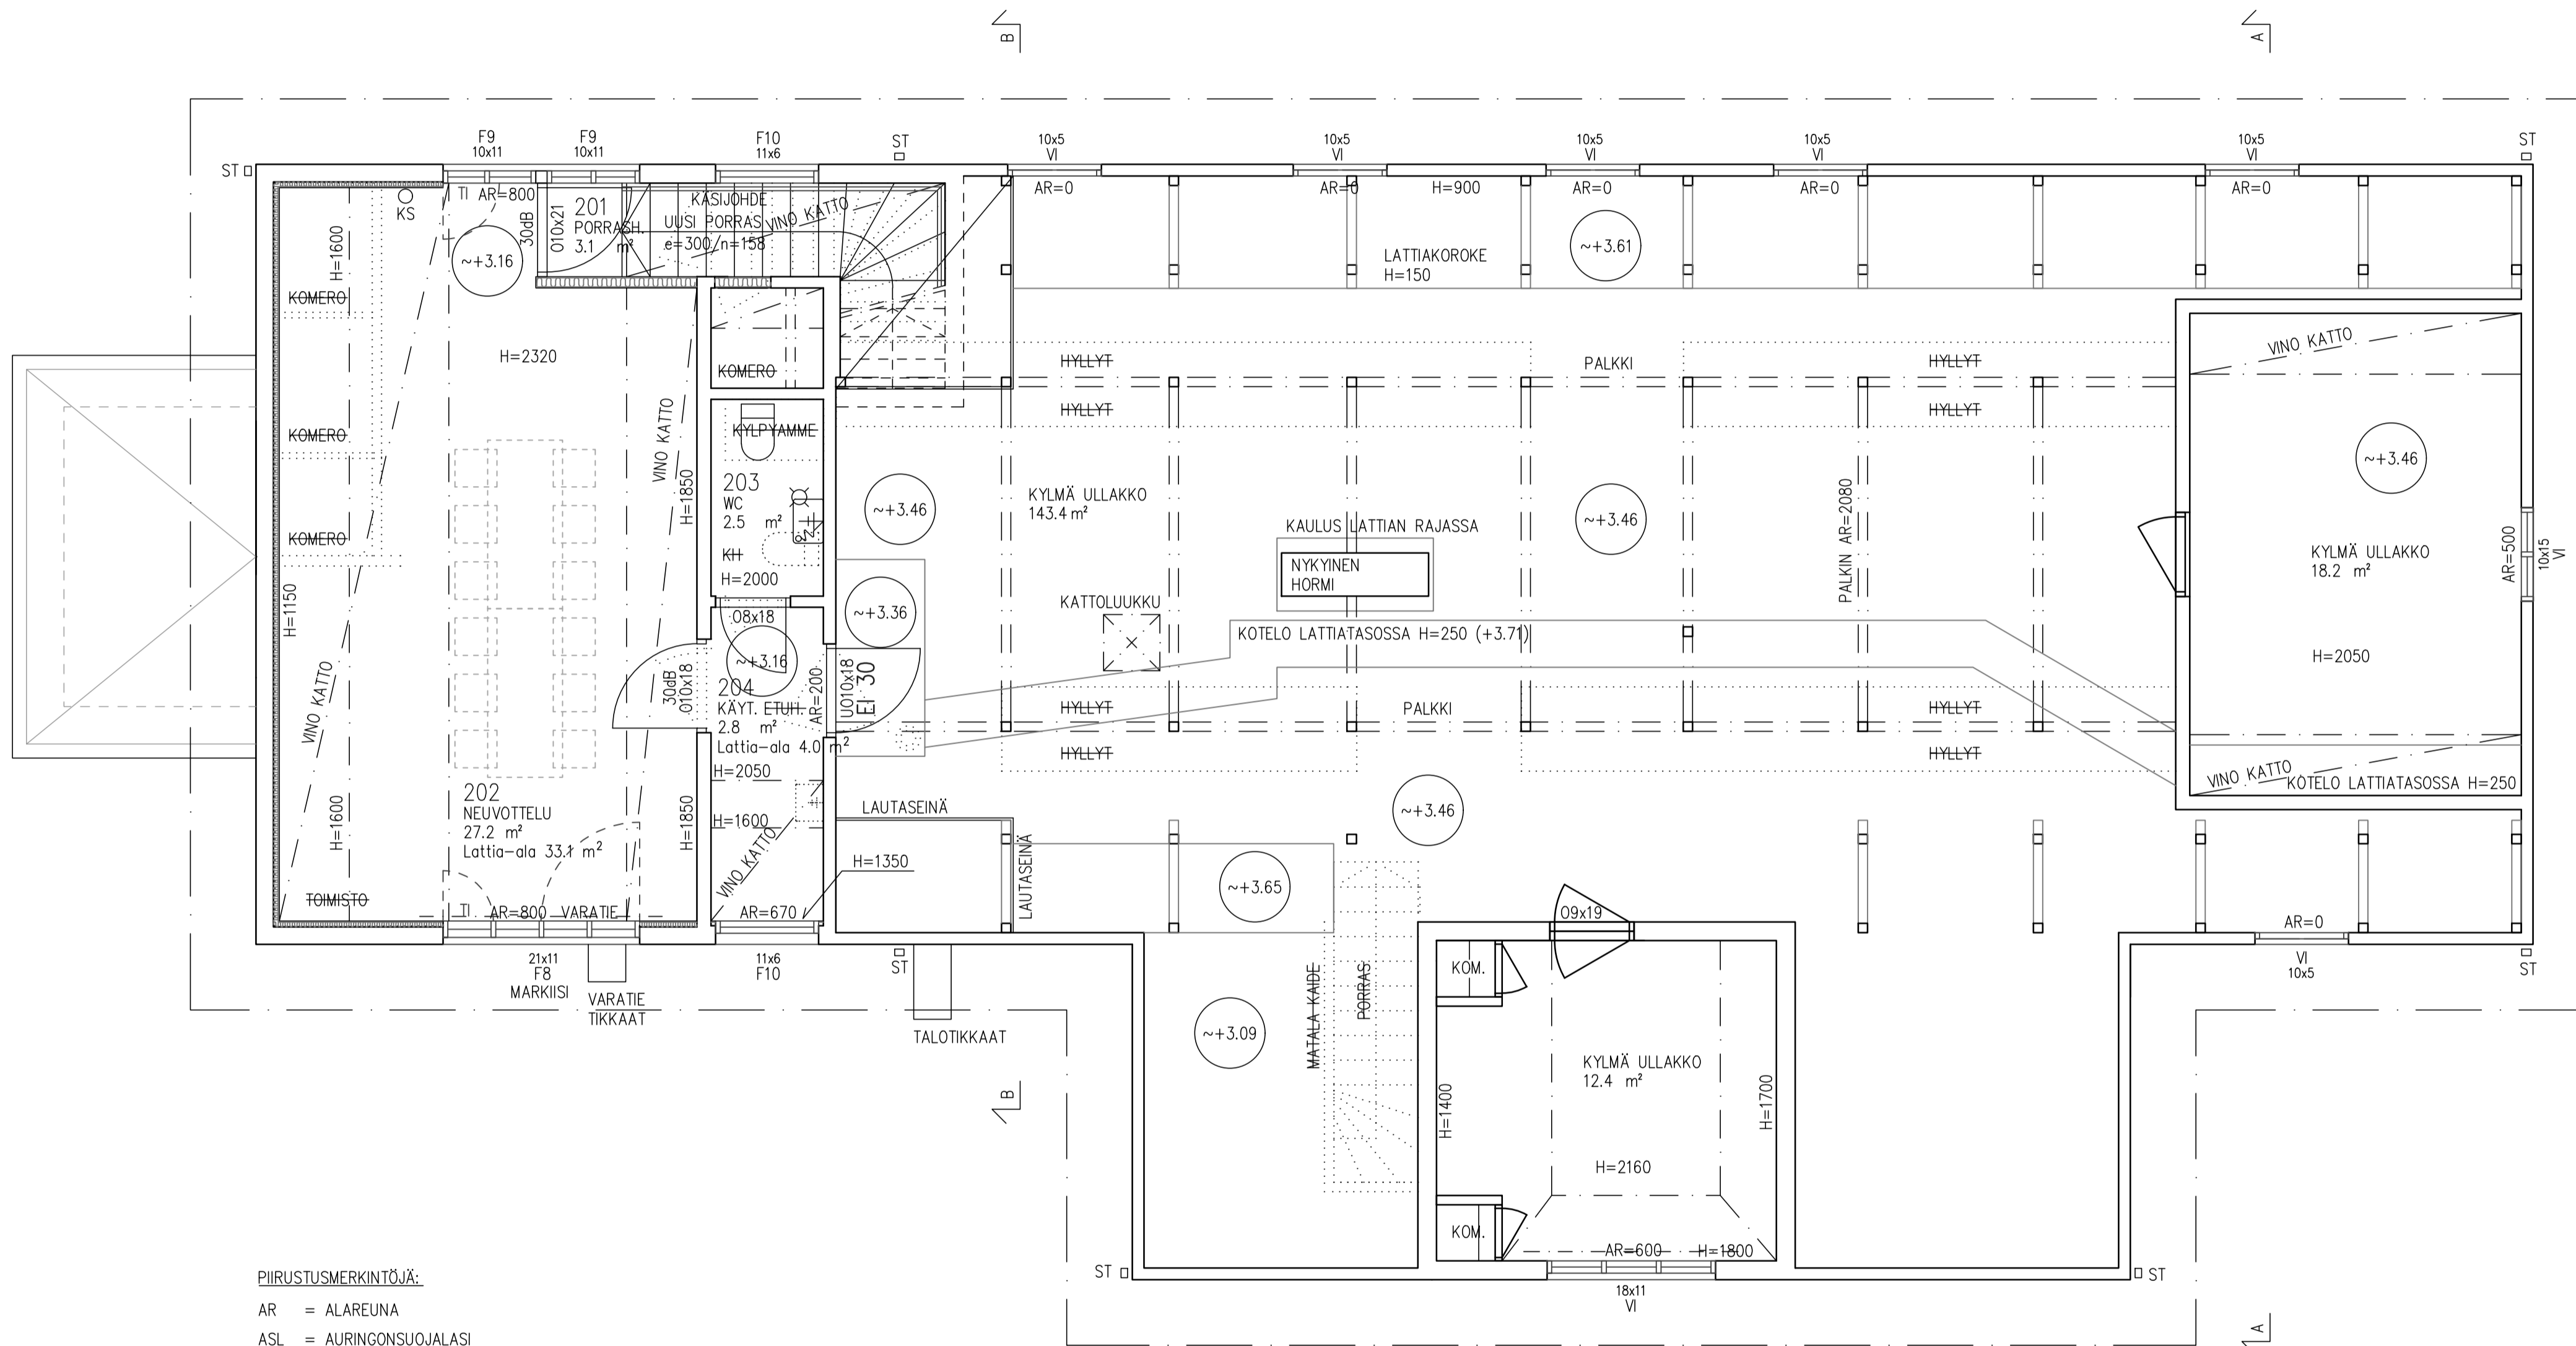 B
A
F9
10x11
F9
10x11
F10
11x6
ST
10x5
VI
10x5
VI
10x5
VI
10x5
VI
10x5
VI
ST
ST
TI AR=800
KS
30dB
010x21
201
PORRASH.
3.1 m²
KÄSIJOHDE
UUSI PORRAS
e=300/n=158
VINO KATTO
AR=0
AR=0
H=900
AR=0
AR=0
AR=0
~+3.16
H=1600
LATTIAKOROKE
H=150
~+3.61
KOMERO
H=2320
KOMERO
HYLLYT
PALKKI
HYLLYT
VINO KATTO
HYLLYT
HYLLYT
KOMERO
VINO KATTO
H=1850
KYLPYAMME
203
WC
2.5 m²
KH
H=2000
~+3.46
KYLMÄ ULLAKKO
143.4 m²
~+3.46
PALKIN AR=2080
~+3.46
KAULUS LATTIAN RAJASSA
NYKYINEN
HORMI
KYLMÄ ULLAKKO
18.2 m²
AR=500
10x15
VI
KOMERO
H=1150
08x18
~+3.36
KATTOLUUKKU
KOTELO LATTIATASOSSA H=250 (+3.71)
H=2050
~+3.16
30dB
010x18
204
KÄYT. ETUH.
2.8 m²
Lattia-ala 4.0 m²
AR=200
UO10x18
EI 30
VINO KATTO
HYLLYT
PALKKI
HYLLYT
HYLLYT
HYLLYT
H=2050
VINO KATTO
KOTELO LATTIATASOSSA H=250
202
NEUVOTTELU
27.2 m²
Lattia-ala 33.1 m²
H=1600
H=1850
H=1600
VINO KATTO
LAUTASEINÄ
H=1350
LAUTASEINÄ
~+3.46
~+3.65
TOIMISTO
TI AR=800 VARATIE
AR=670
09x19
AR=0
21x11
F8
MARKIISI
11x6
F10
ST
VARATIE
TIKKAAT
TALOTIKKAAT
KOM.
VI
10x5
ST
MATALA KAIDE
PORRAS
~+3.09
KYLMÄ ULLAKKO
12.4 m²
H=1400
H=1700
B
H=2160
KOM.
AR=600
H=1800
ST
ST
18x11
VI
A
PIIRUSTUSMERKINTÖJÄ:
AR = ALAREUNA
ASL = AURINGONSUOJALASI